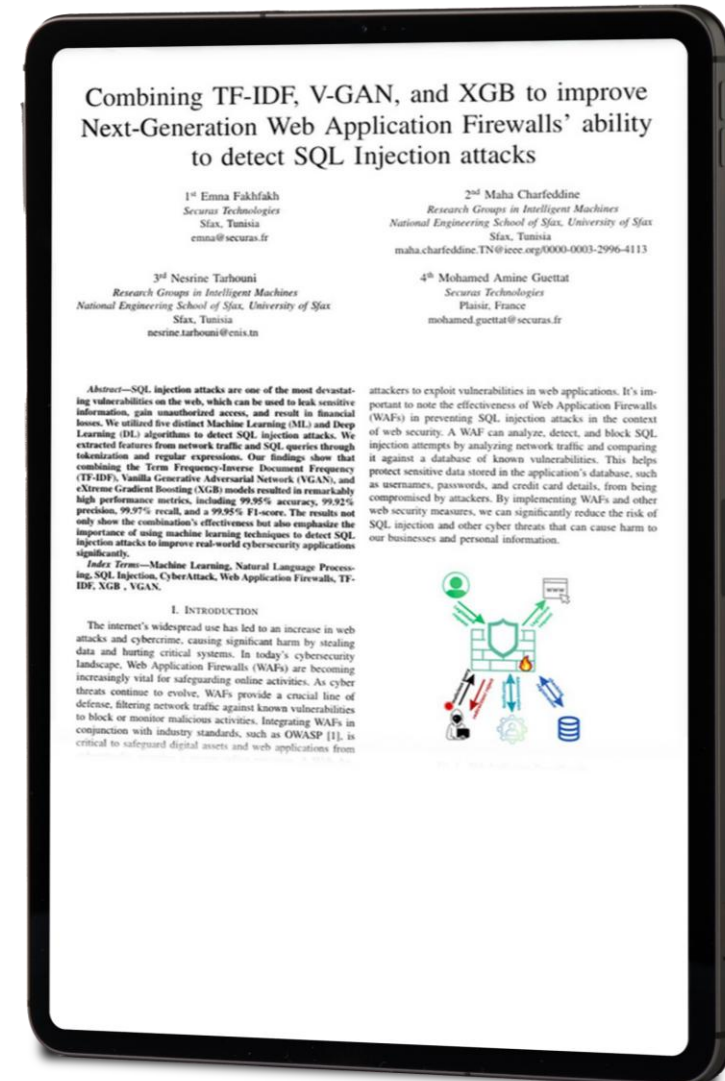 Combining TF-IDF, V-GAN, and XGB to improve
Next-Generation Web Application Firewalls' ability
to detect SQL Injection attacks
1st Emna Fakhfakh
Securas Technologies
Sfax, Tunisia
emna@securas.fr
2nd Maha Charfeddine
Research Groups in Intelligent Machines
National Engineering School of Sfax, University of Sfax
Sfax, Tunisia
maha.charfeddine.TN@ieee.org/0000-0003-2996-4113
3rd Nesrine Tarhouni
Research Groups in Intelligent Machines
National Engineering School of Sfax, University of Sfax
Sfax, Tunisia
nesrine.tarhouni@enis.tn
4th Mohamed Amine Guettat
Securas Technologies
Plaisir, France
mohamed.guettat@securas.fr
Abstract—SQL injection attacks are one of the most devastat-
ing vulnerabilities on the web, which can be used to leak sensitive
information, gain unauthorized access, and result in financial
losses. We utilized five distinct Machine Learning (ML) and Deep
Learning (DL) algorithms to detect SQL injection attacks. We
extracted features from network traffic and SQL queries through
tokenization and regular expressions. Our findings show that
combining the Term Frequency-Inverse Document Frequency
(TF-IDF), Vanilla Generative Adversarial Network (VGAN), and
eXtreme Gradient Boosting (XGB) models resulted in remarkably
high performance metrics, including 99.95% accuracy, 99.92%
precision, 99.97% recall, and a 99.95% F1-score. The results not
only show the combination's effectiveness but also emphasize the
importance of using machine learning techniques to detect SQL
injection attacks to improve real-world cybersecurity applications
significantly.
Index Terms—Machine Learning, Natural Language Process-
ing, SQL Injection, CyberAttack, Web Application Firewalls, TF-
IDF, XGB , VGAN.
I. INTRODUCTION
The internet's widespread use has led to an increase in web
attacks and cybercrime, causing significant harm by stealing
data and hurting critical systems. In today's cybersecurity
landscape, Web Application Firewalls (WAFs) are becoming
increasingly vital for safeguarding online activities. As cyber
threats continue to evolve, WAFs provide a crucial line of
defense, filtering network traffic against known vulnerabilities
to block or monitor malicious activities. Integrating WAFs in
conjunction with industry standards, such as OWASP [1], is
critical to safeguard digital assets and web applications from
attackers to exploit vulnerabilities in web applications. It's im-
portant to note the effectiveness of Web Application Firewalls
(WAFs) in preventing SQL injection attacks in the context
of web security. A WAF can analyze, detect, and block SQL
injection attempts by analyzing network traffic and comparing
it against a database of known vulnerabilities. This helps
protect sensitive data stored in the application's database, such
as usernames, passwords, and credit card details, from being
compromised by attackers. By implementing WAFs and other
web security measures, we can significantly reduce the risk of
SQL injection and other cyber threats that can cause harm to
our businesses and personal information.
www